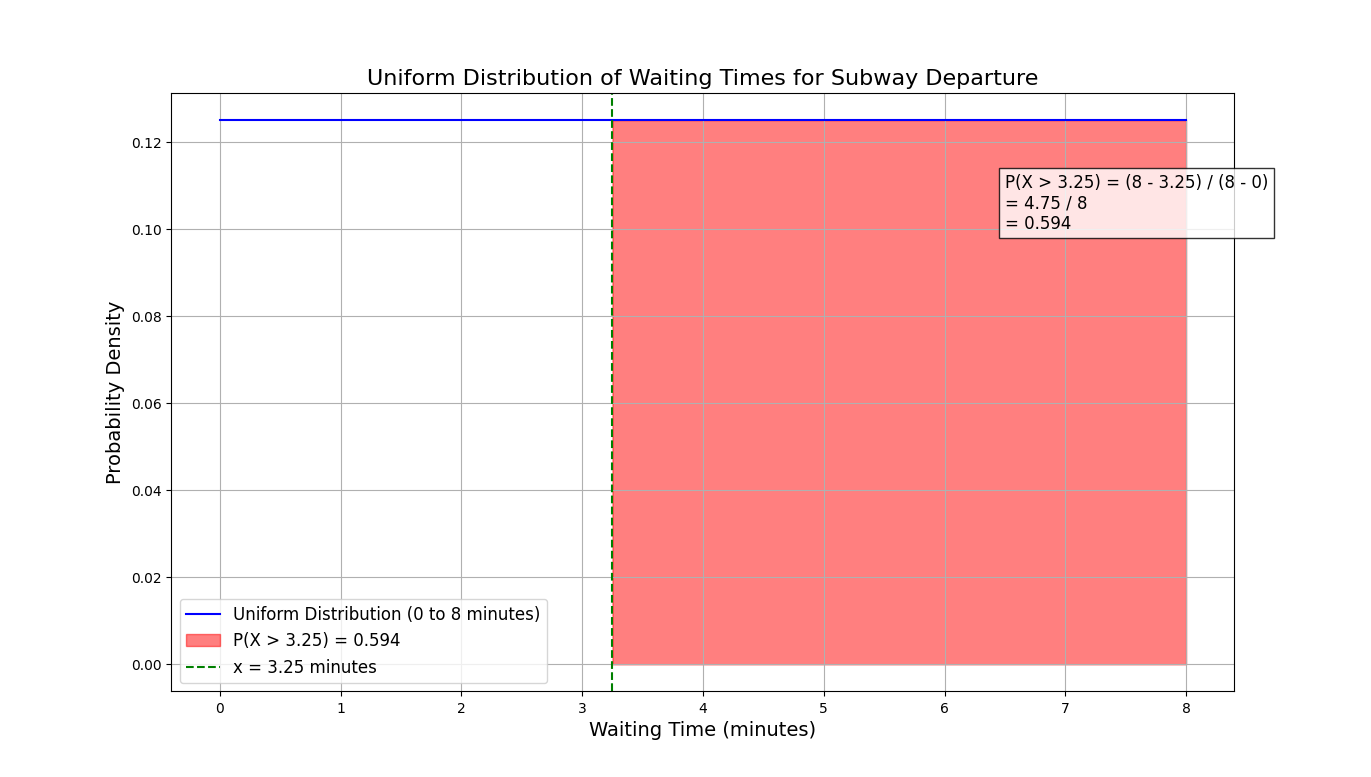 Uniform Distribution of Waiting Times for Subway Departure
0.12
P(X > 3.25) = (8 - 3.25) / (8 - 0)
= 4.75 / 8
= 0.594
0.10
0.08
Probability Density
0.06
0.04
0.02
Uniform Distribution (0 to 8 minutes)
P(X > 3.25) = 0.594
x = 3.25 minutes
0.00
0 1 2 3 4 5 6 7 8
Waiting Time (minutes)